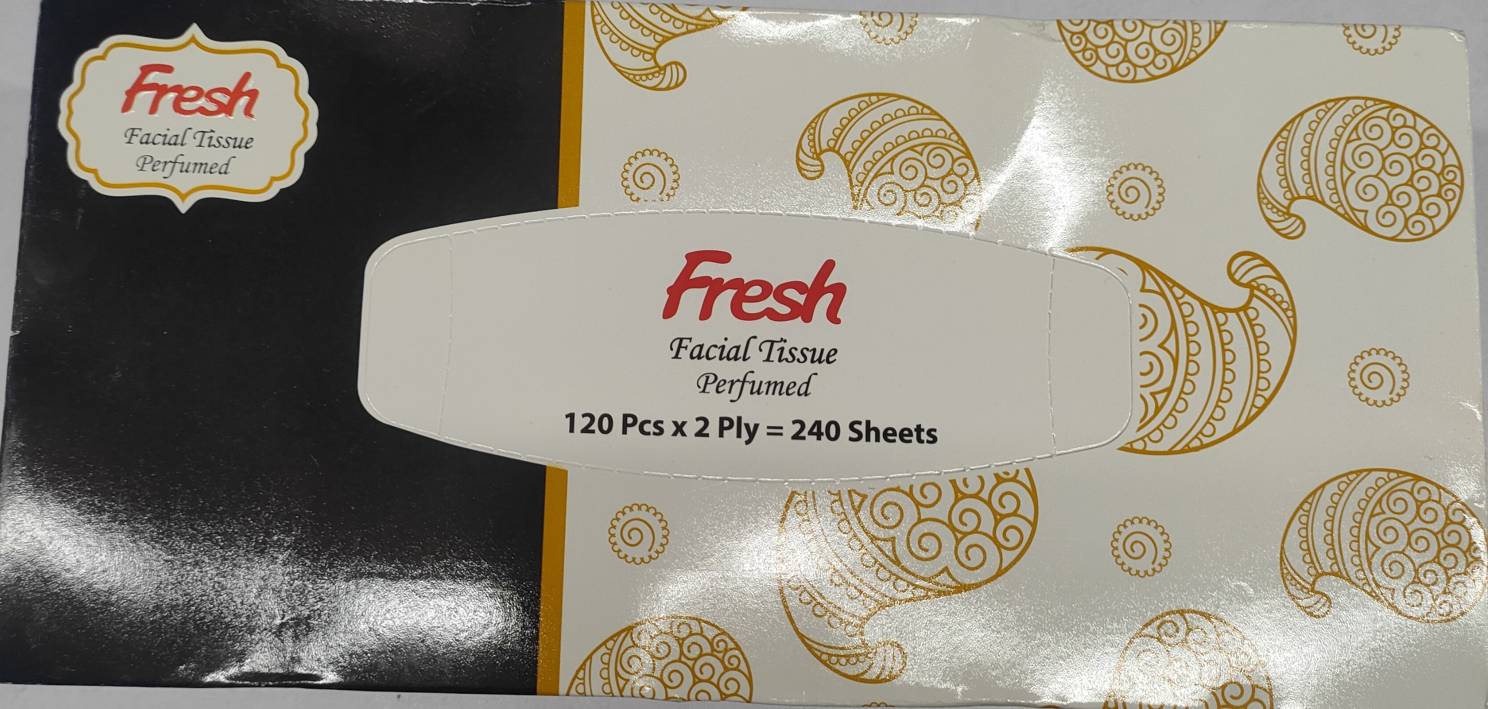 Fresh
Facial Tissue
Perfumed
Fresh
Facial Tissue
Perfumed
120 Pcs x 2 Ply = 240 Sheets